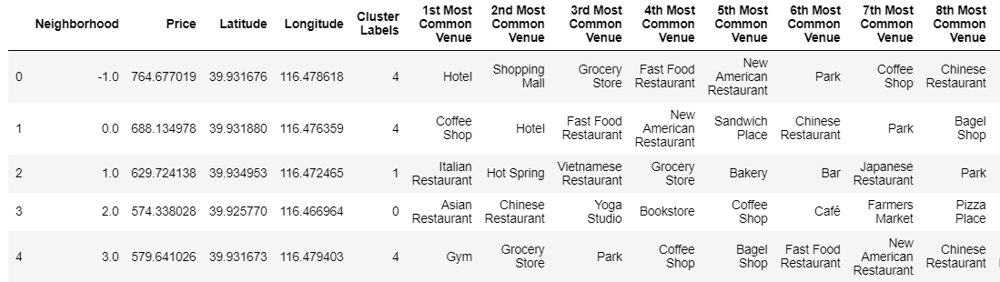 Neighborhood Price Latitude Longitude Cluster Labels 1st Most Common Venue 2nd Most Common Venue 3rd Most Common Venue 4th Most Common Venue 5th Most Common Venue 6th Most Common Venue 7th Most Common Venue 8th Most Common Venue
0 -1.0 764.677019 39.931676 116.478618 4 Hotel Shopping Mall Grocery Store Fast Food Restaurant New American Restaurant Park Coffee Shop Chinese Restaurant
1 0.0 688.134978 39.931880 116.476359 4 Coffee Shop Hotel Fast Food Restaurant New American Restaurant Sandwich Place Chinese Restaurant Park Bagel Shop
2 1.0 629.724138 39.934953 116.472465 1 Italian Restaurant Hot Spring Vietnamese Restaurant Grocery Store Bakery Bar Japanese Restaurant Park
3 2.0 574.338028 39.925770 116.466964 0 Asian Restaurant Chinese Restaurant Yoga Studio Bookstore Coffee Shop Café Farmers Market Pizza Place
4 3.0 579.641026 39.931673 116.479403 4 Gym Grocery Store Park Coffee Shop Bagel Shop Fast Food Restaurant New American Restaurant Chinese Restaurant